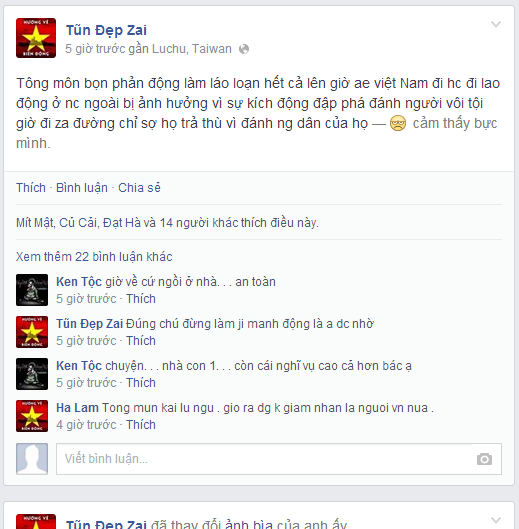 HƯỚNG VỀ
BIỂN ĐÔNG
Tũn Đẹp Zai
5 giờ trước gần Luchu, Taiwan
Tông môn bọn phản động làm láo loạn hết cả lên giờ ae việt Nam đi hc đi lao
động ở nc ngoài bị ảnh hưởng vì sự kích động đập phá đánh người vôi tội
giờ đi za đường chỉ sợ họ trả thù vì đánh ng dân của họ — cảm thấy bực
mình.
Thích · Bình luận · Chia sẻ
Mít Mật, Củ Cải, Đạt Hà và 14 người khác thích điều này.
Xem thêm 22 bình luận khác
Ken Tộc giờ về cứ ngồi ở nhà. . . an toàn
5 giờ trước · Thích
HƯỚNG VỀ
BIỂN ĐÔNG
Tũn Đẹp Zai Đúng chú đừng làm ji manh động là a dc nhờ
5 giờ trước · Thích
Ken Tộc chuyện. . . nhà con 1. . . còn cái nghĩ vụ cao cả hơn bác ạ
5 giờ trước · Thích
HƯỚNG VỀ
BIỂN ĐÔNG
Ha Lam Tong mun kai lu ngu . gio ra dg k giam nhan la nguoi vn nua .
4 giờ trước · Thích
Viết bình luận...
HƯỚNG VỀ
Tũn Đẹp Zai đã thay đổi ảnh bìa của anh ấy.